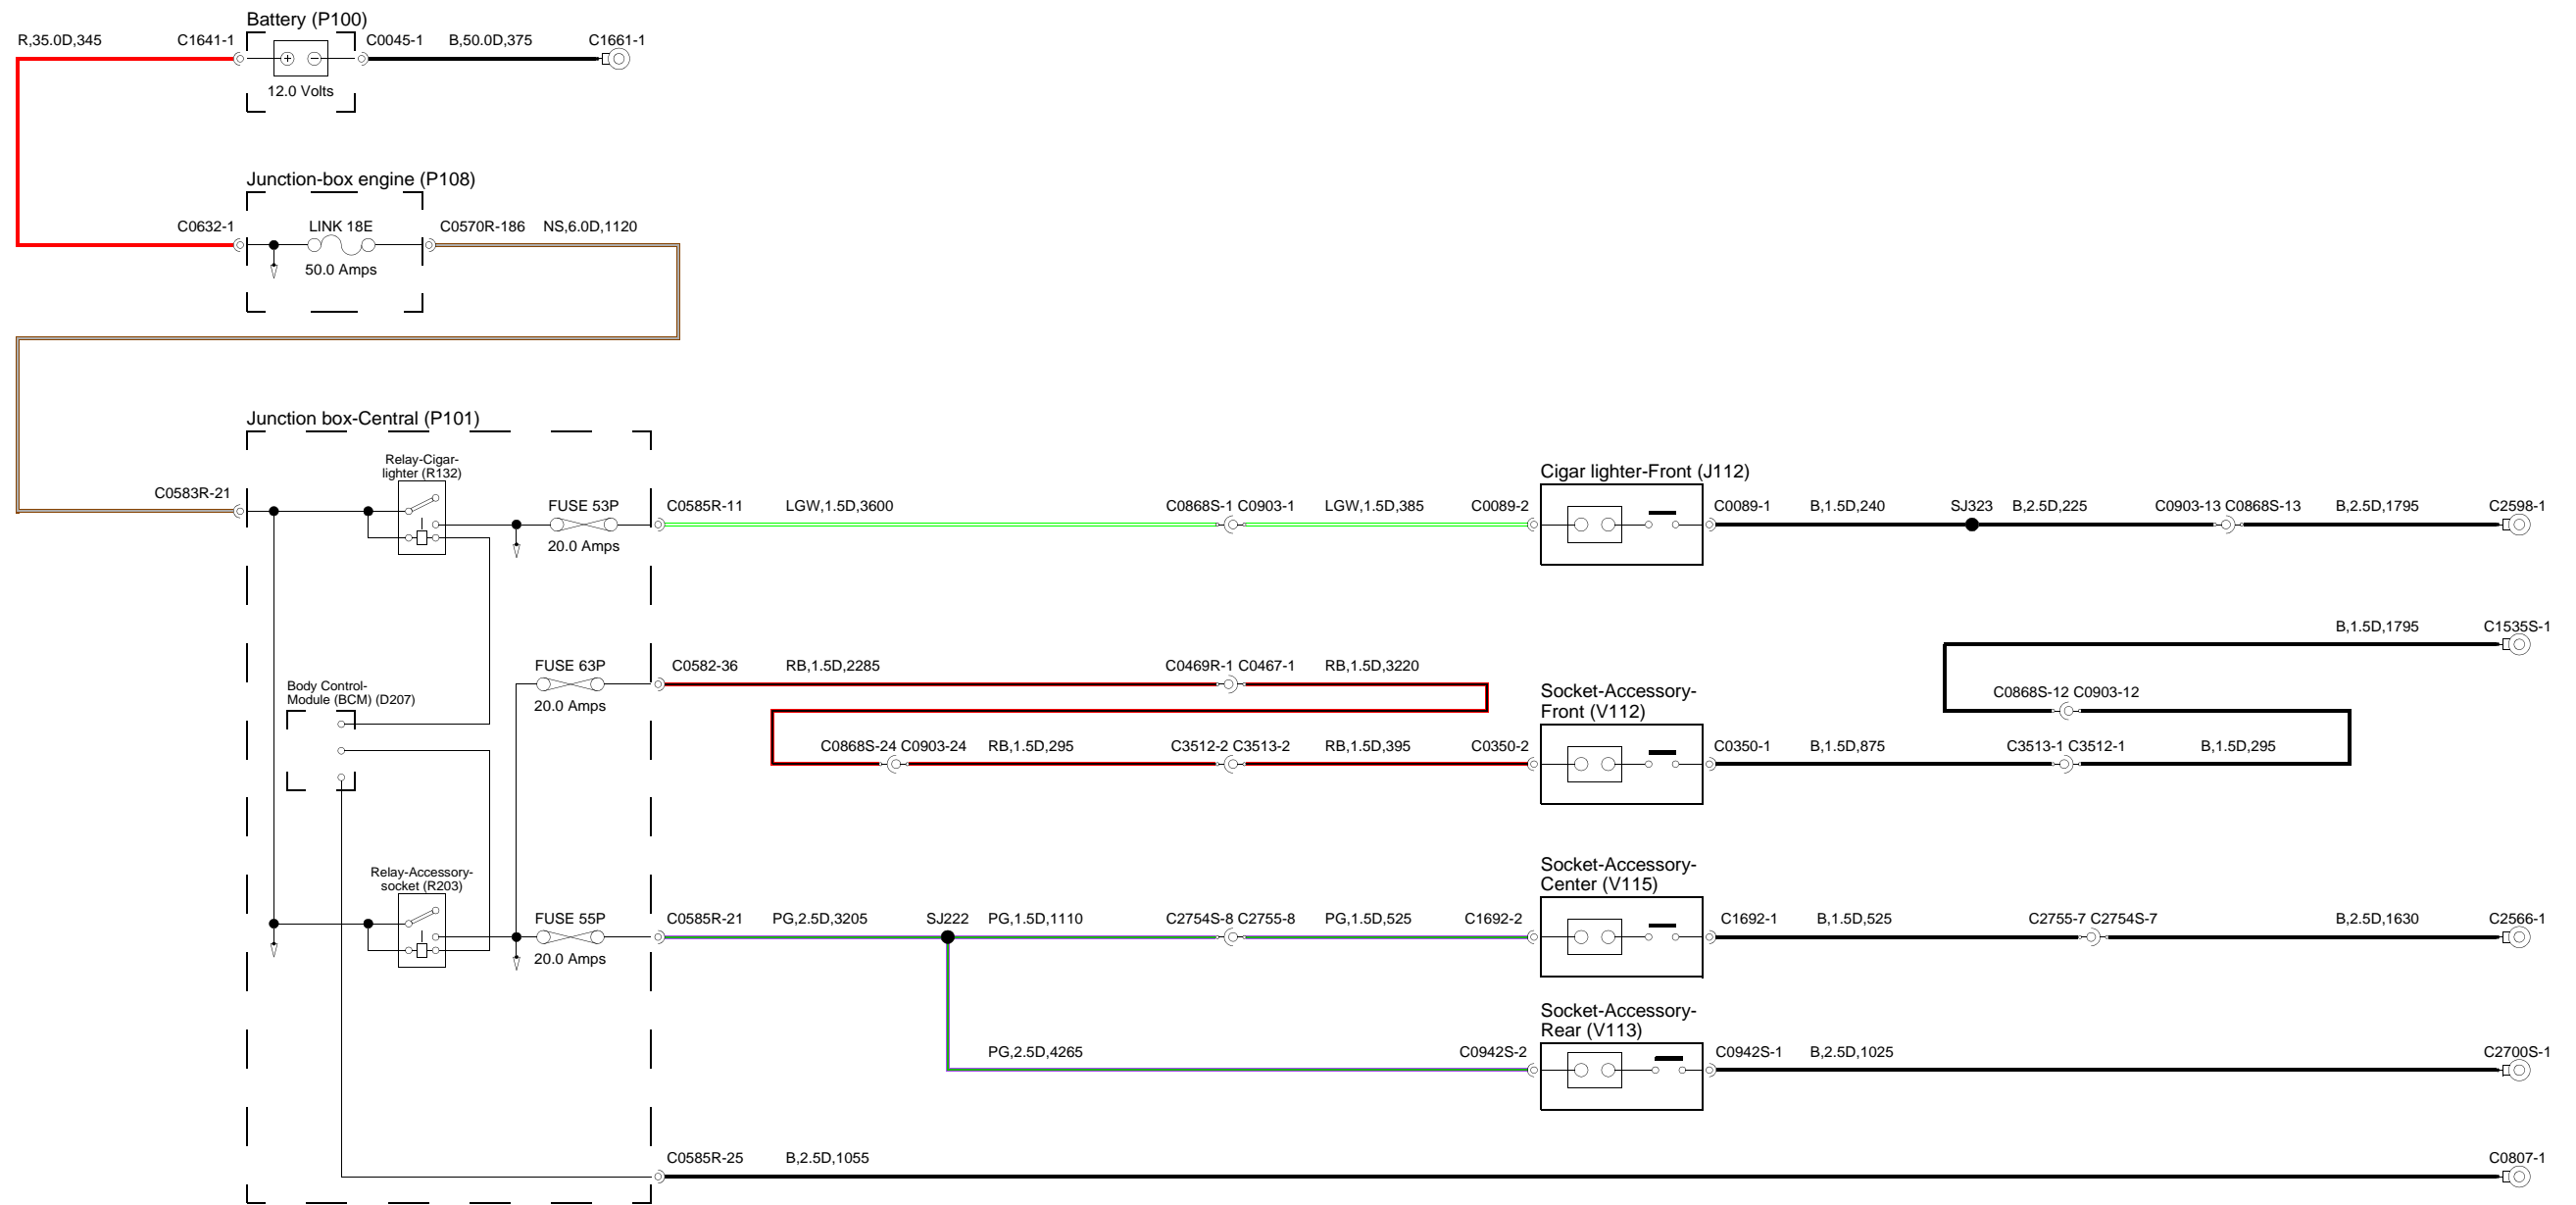 Battery (P100)
R,35.0D,345
C1641-1
C0045-1
B,50.0D,375
C1661-1
12.0 Volts
Junction-box engine (P108)
C0632-1
LINK 18E
C0570R-186
NS,6.0D,1120
50.0 Amps
Junction box-Central (P101)
Relay-Cigar-
lighter (R132)
C0583R-21
FUSE 53P
20.0 Amps
C0585R-11
LGW,1.5D,3600
C0868S-1 C0903-1
LGW,1.5D,385
C0089-2
Cigar lighter-Front (J112)
C0089-1
B,1.5D,240
SJ323
B,2.5D,225
C0903-13 C0868S-13
B,2.5D,1795
C2598-1
B,1.5D,1795
C1535S-1
FUSE 63P
20.0 Amps
C0582-36
RB,1.5D,2285
C0469R-1 C0467-1
RB,1.5D,3220
Body Control-
Module (BCM) (D207)
Socket-Accessory-
Front (V112)
C0868S-12 C0903-12
C0868S-24 C0903-24
RB,1.5D,295
C3512-2 C3513-2
RB,1.5D,395
C0350-2
C0350-1
B,1.5D,875
C3513-1 C3512-1
B,1.5D,295
Relay-Accessory-
socket (R203)
Socket-Accessory-
Center (V115)
FUSE 55P
20.0 Amps
C0585R-21
PG,2.5D,3205
SJ222
PG,1.5D,1110
C2754S-8 C2755-8
PG,1.5D,525
C1692-2
C1692-1
B,1.5D,525
C2755-7 C2754S-7
B,2.5D,1630
C2566-1
Socket-Accessory-
Rear (V113)
PG,2.5D,4265
C0942S-2
C0942S-1
B,2.5D,1025
C2700S-1
C0585R-25
B,2.5D,1055
C0807-1